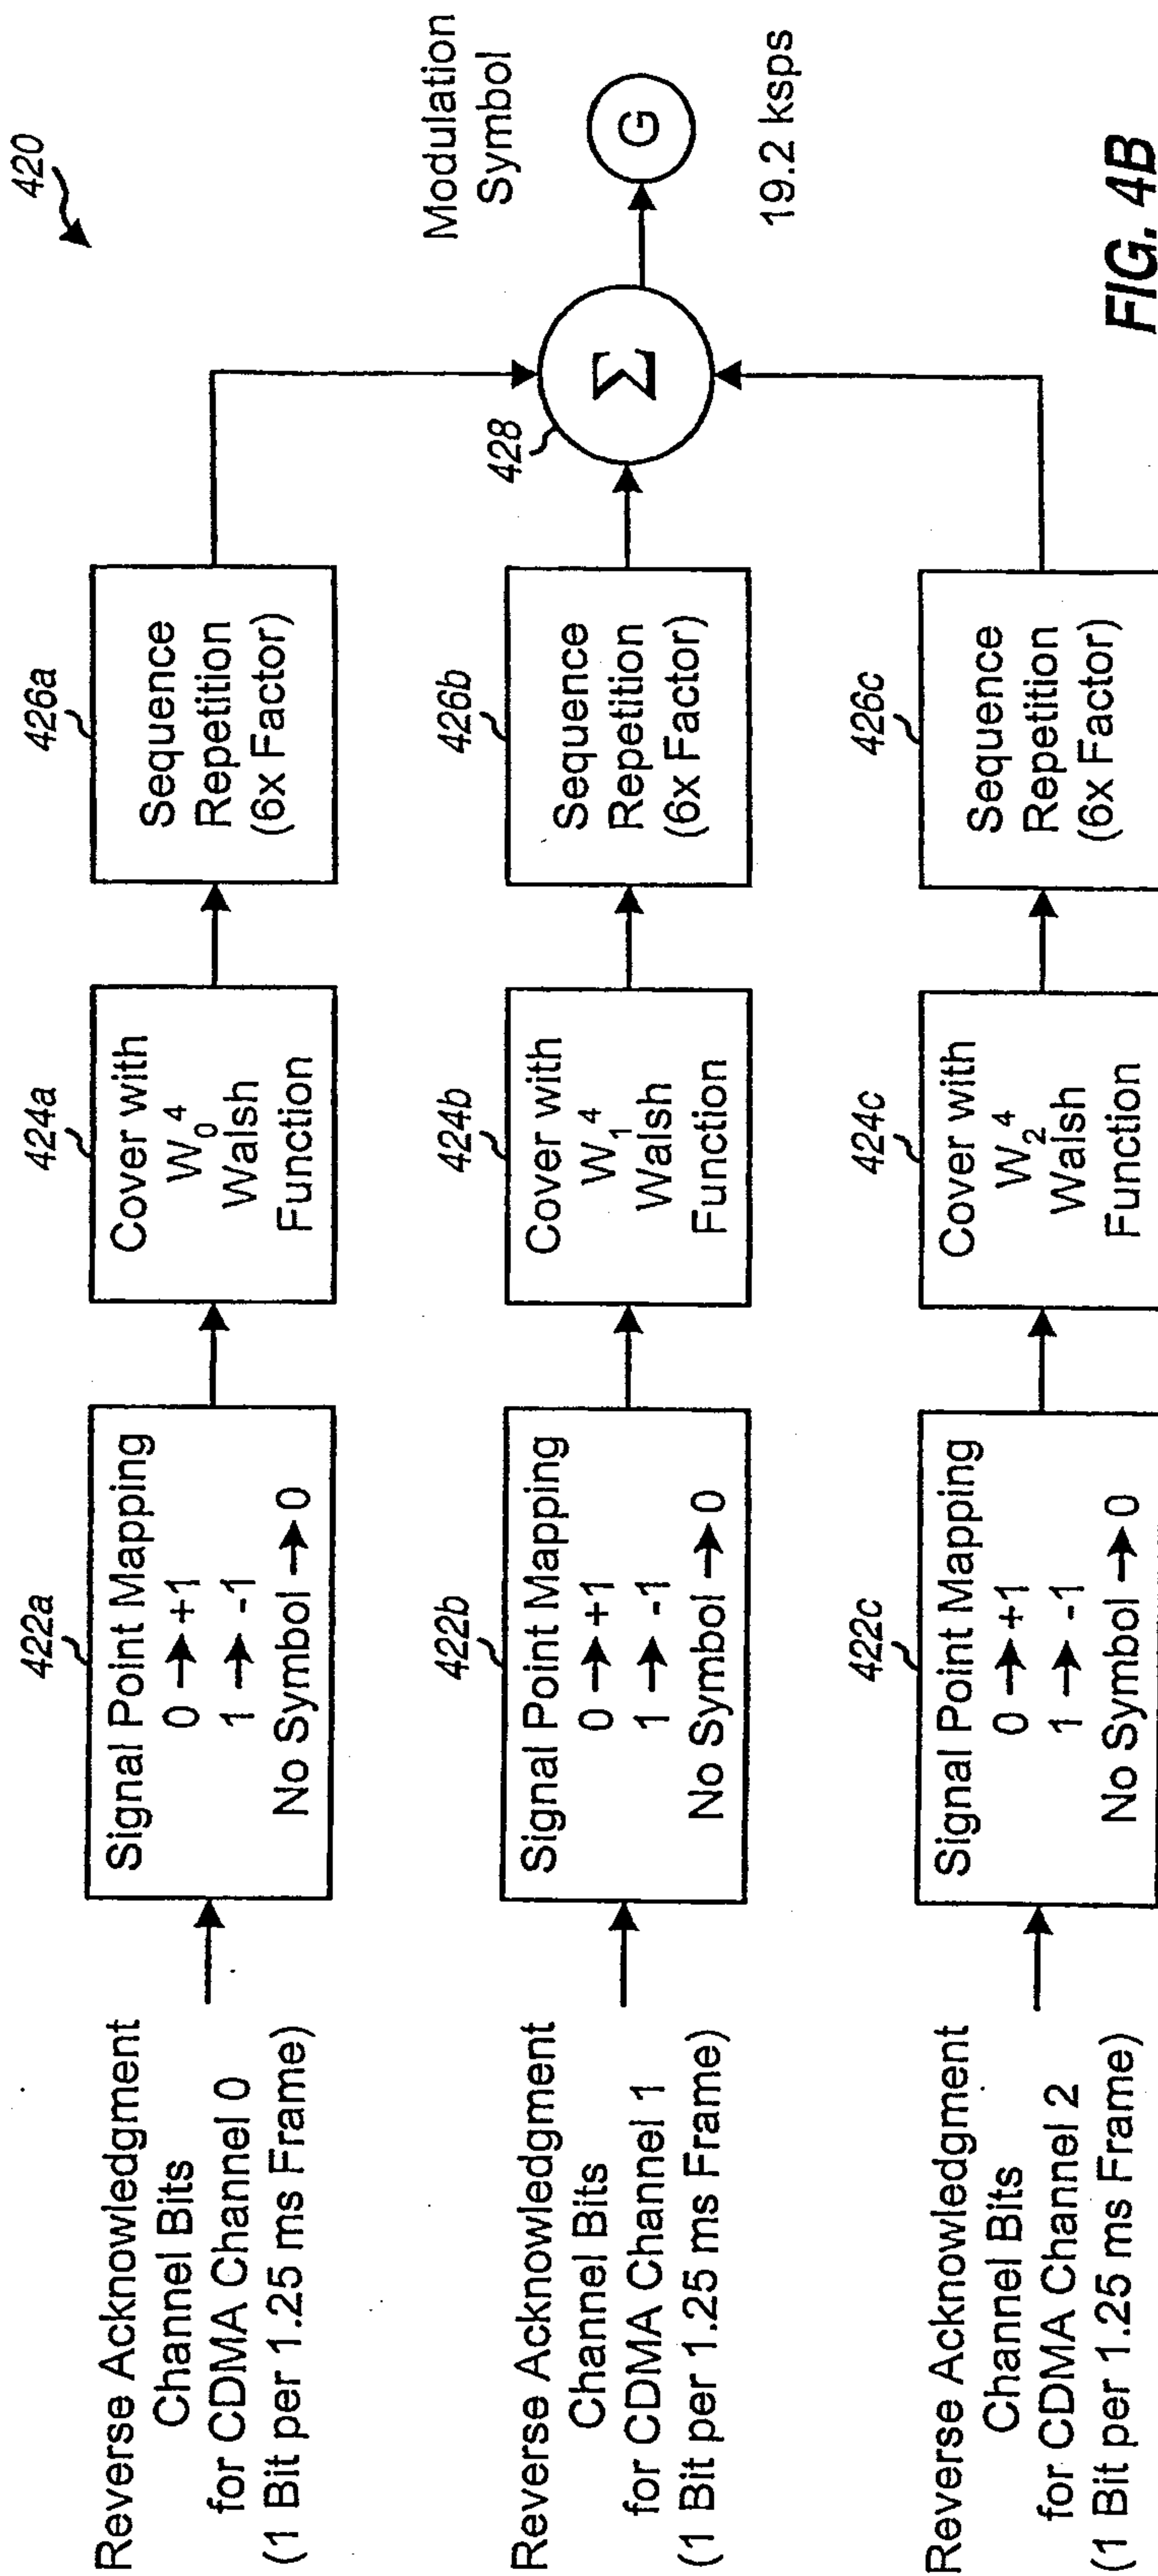 420
Reverse Acknowledgment
Channel Bits
for CDMA Channel 0
(1 Bit per 1.25 ms Frame)
422a
Signal Point Mapping
0 → +1
1 → -1
No Symbol → 0
424a
Cover with
W₀⁴
Walsh
Function
426a
Sequence
Repetition
(6x Factor)
Reverse Acknowledgment
Channel Bits
for CDMA Channel 1
(1 Bit per 1.25 ms Frame)
422b
Signal Point Mapping
0 → +1
1 → -1
No Symbol → 0
424b
Cover with
W₁⁴
Walsh
Function
426b
Sequence
Repetition
(6x Factor)
428
Σ
Modulation
Symbol
G
19.2 ksps
Reverse Acknowledgment
Channel Bits
for CDMA Channel 2
(1 Bit per 1.25 ms Frame)
422c
Signal Point Mapping
0 → +1
1 → -1
No Symbol → 0
424c
Cover with
W₂⁴
Walsh
Function
426c
Sequence
Repetition
(6x Factor)
FIG. 4B